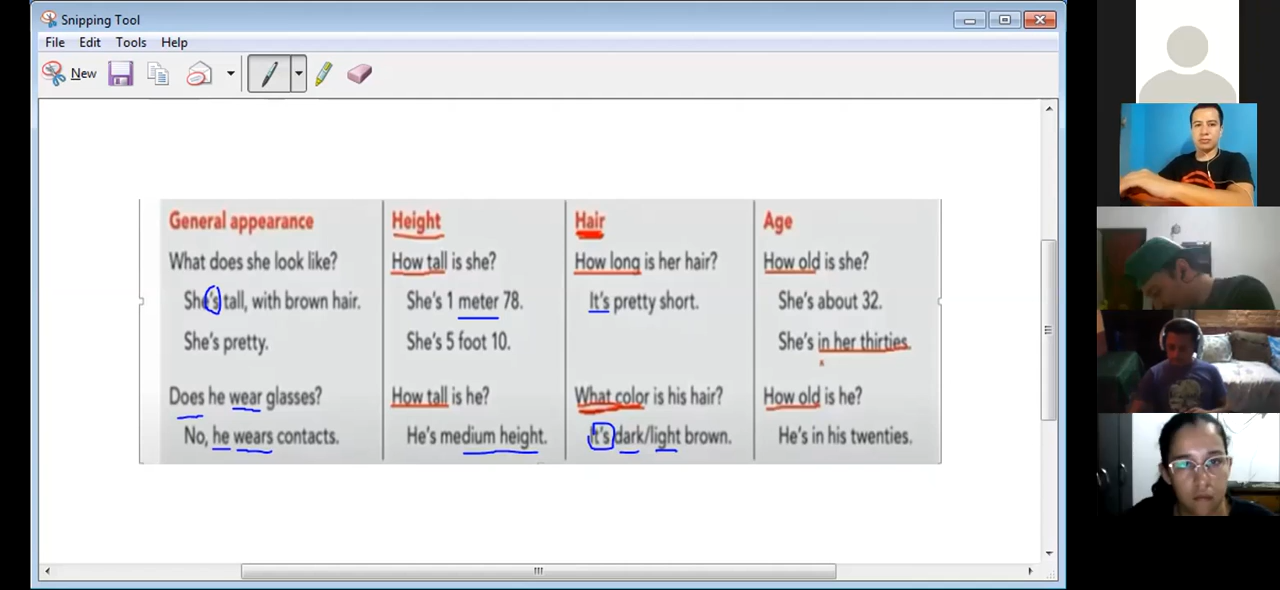 Snipping Tool
File Edit Tools Help
New
General appearance
What does she look like?
She's tall, with brown hair.
She's pretty.
Does he wear glasses?
No, he wears contacts.
Height
How tall is she?
She's 1 meter 78.
She's 5 foot 10.
How tall is he?
He's medium height.
Hair
How long is her hair?
It's pretty short.
What color is his hair?
It's dark/light brown.
Age
How old is she?
She's about 32.
She's in her thirties.
How old is he?
He's in his twenties.